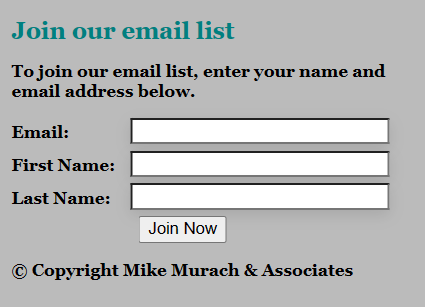 Join our email list
To join our email list, enter your name and
email address below.
Email:
First Name:
Last Name:
Join Now
© Copyright Mike Murach & Associates